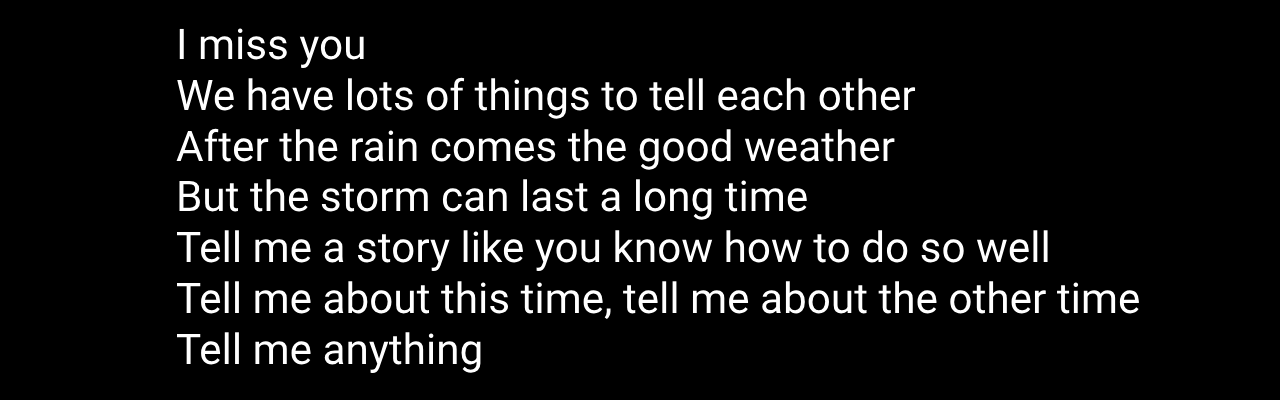 I miss you
We have lots of things to tell each other
After the rain comes the good weather
But the storm can last a long time
Tell me a story like you know how to do so well
Tell me about this time, tell me about the other time
Tell me anything